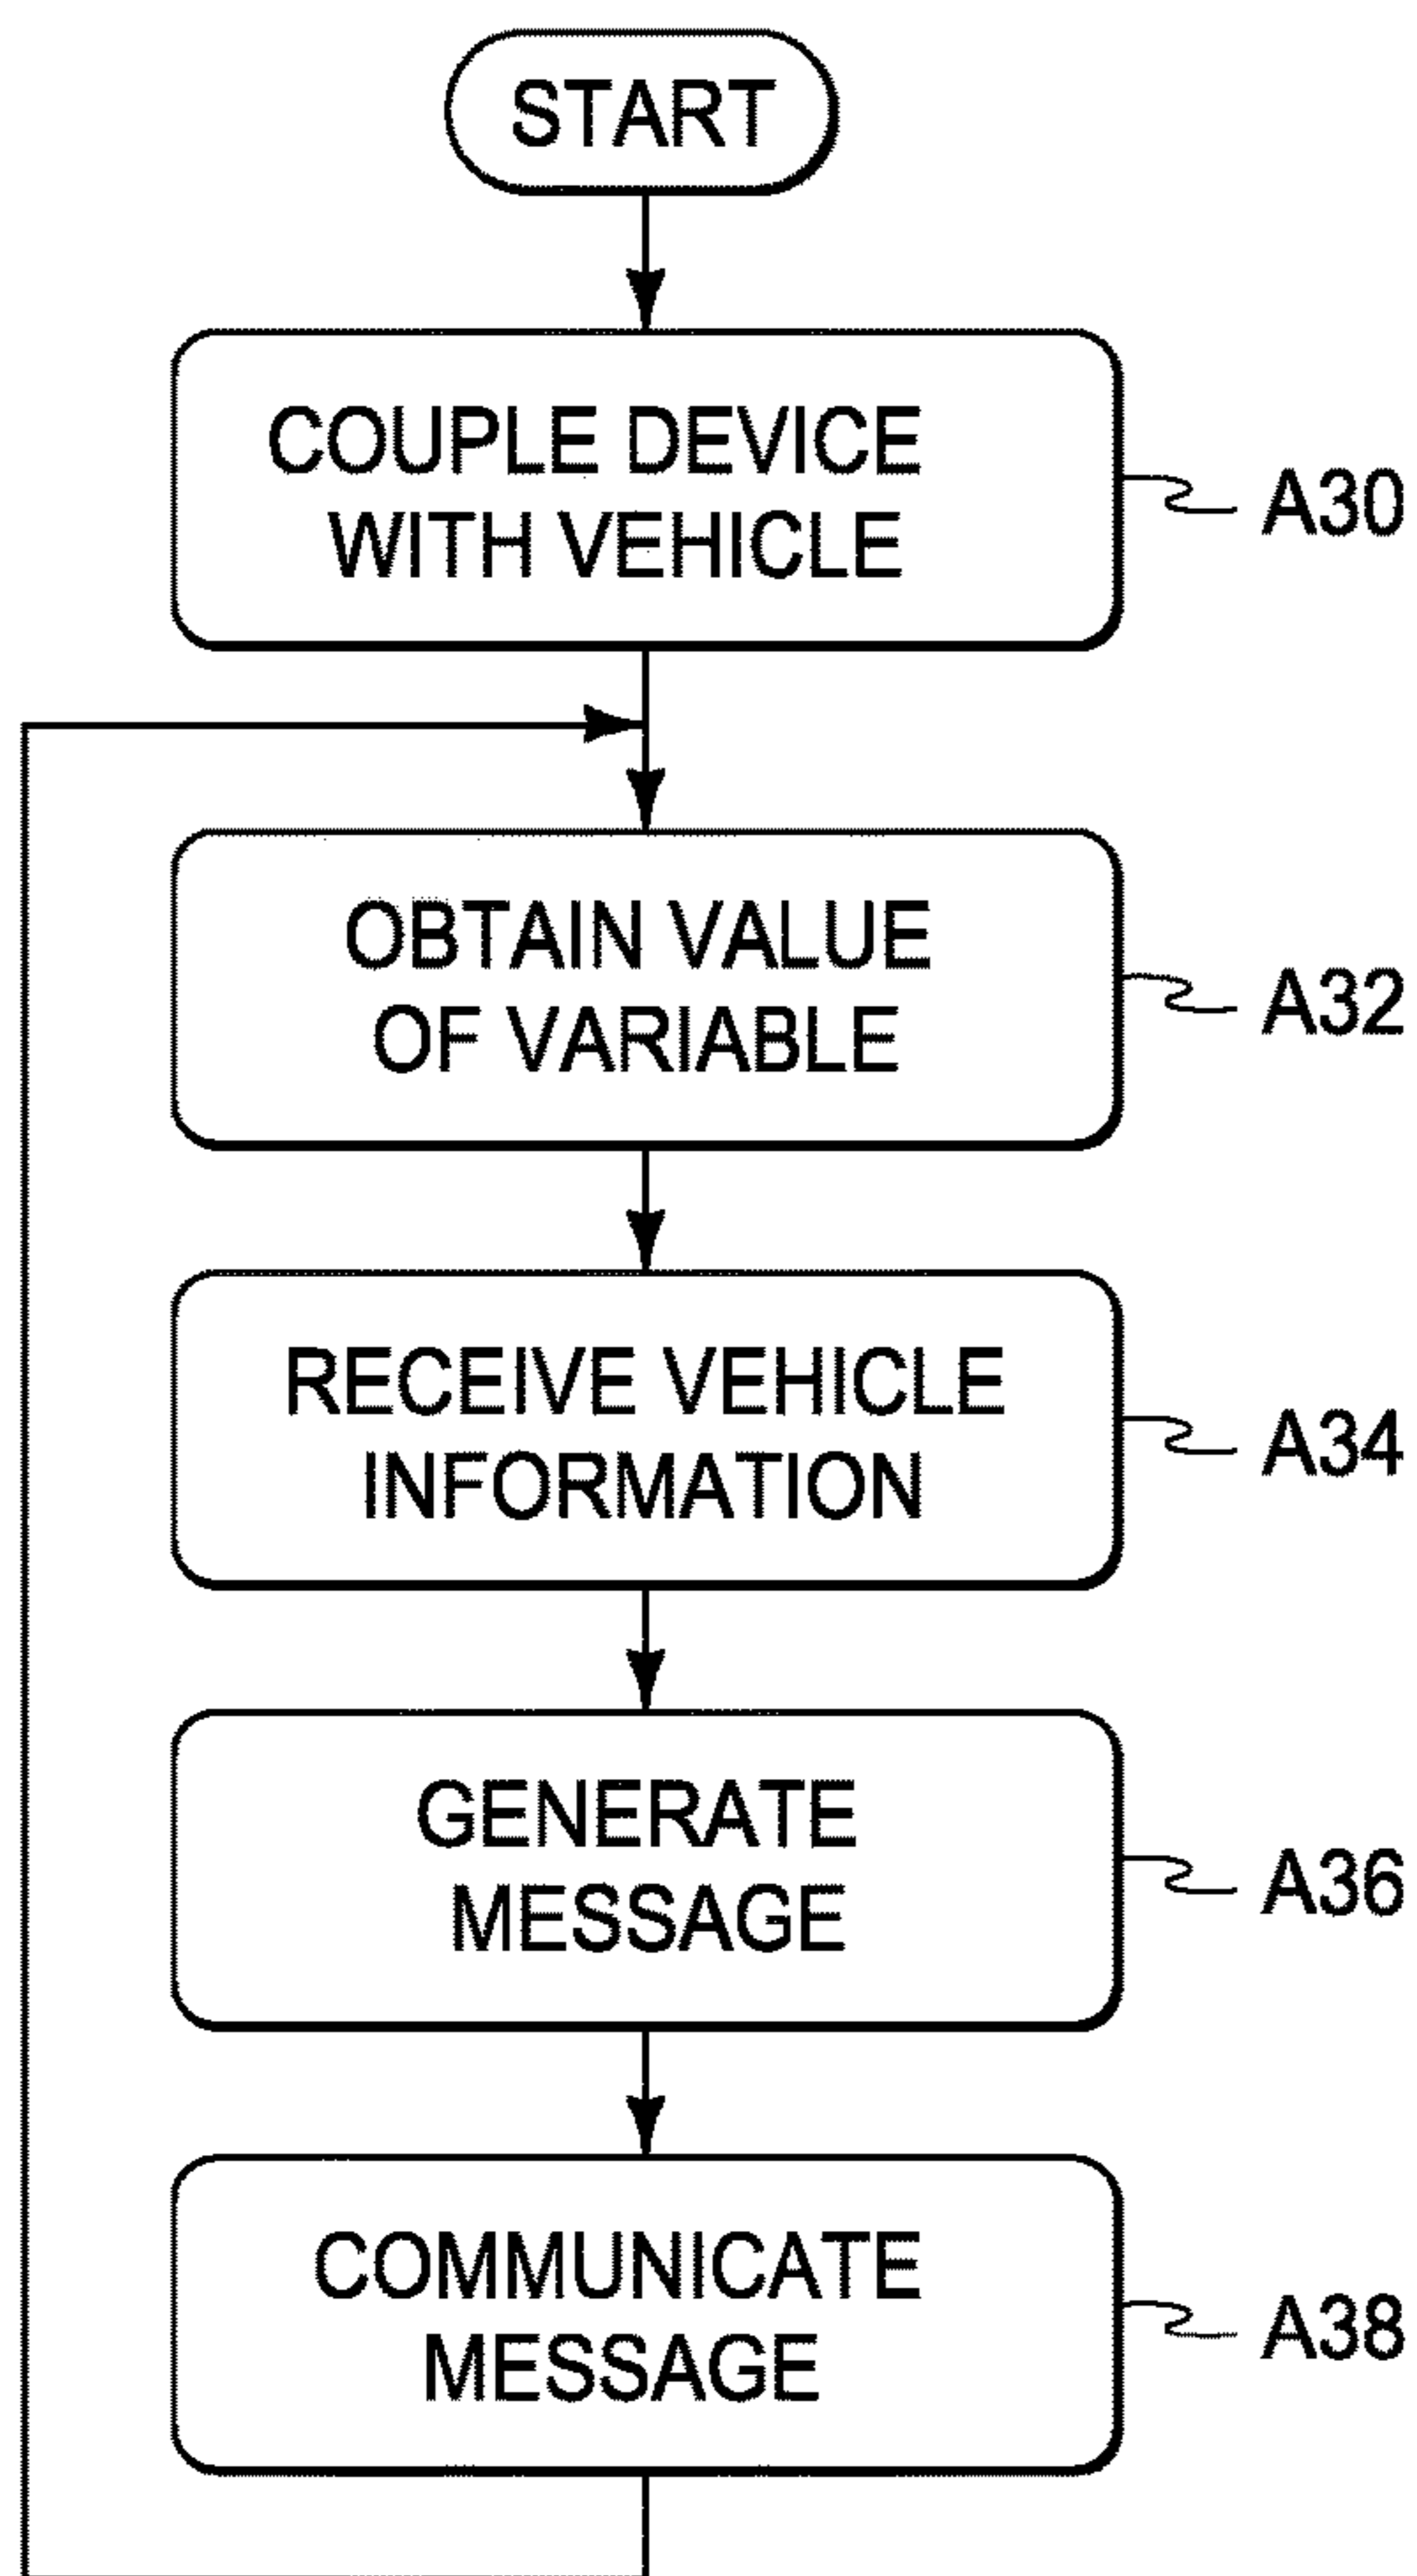 START
COUPLE DEVICE
WITH VEHICLE
A30
OBTAIN VALUE
OF VARIABLE
A32
RECEIVE VEHICLE
INFORMATION
A34
GENERATE
MESSAGE
A36
COMMUNICATE
MESSAGE
A38